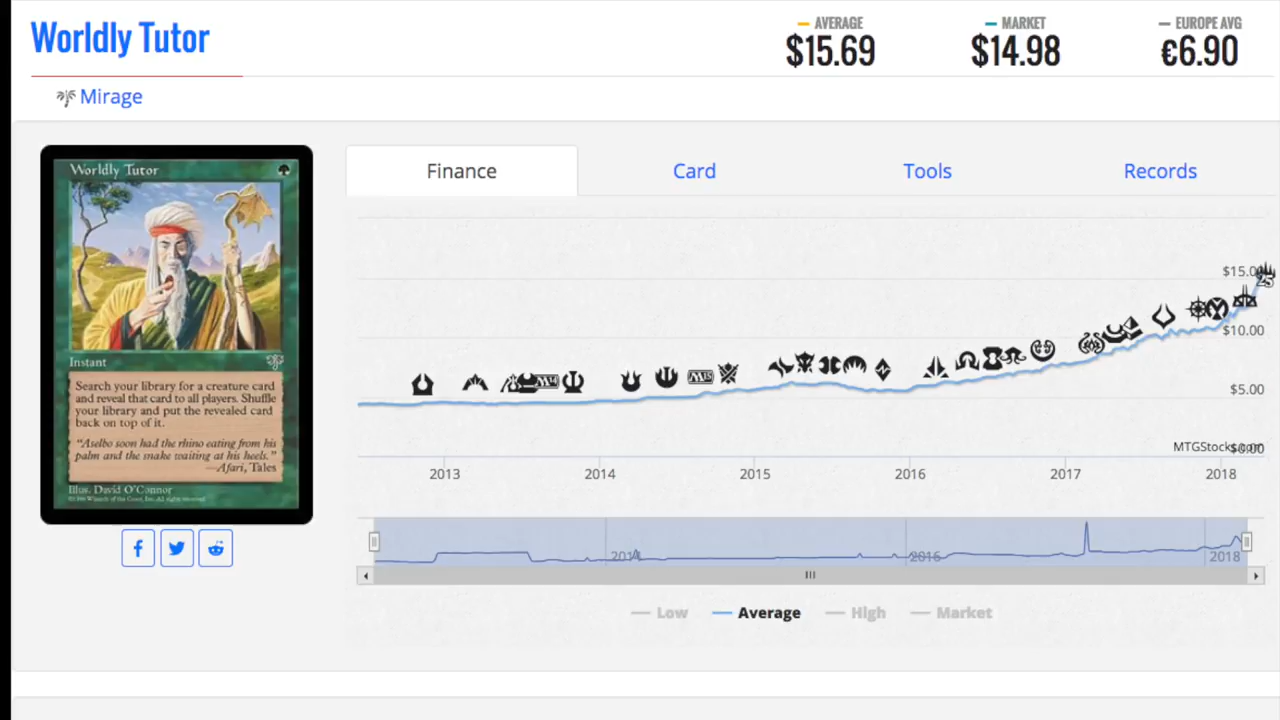 Worldly Tutor
AVERAGE
$15.69
MARKET
$14.98
EUROPE AVG
€6.90
Mirage
Worldly Tutor
Instant
Search your library for a creature card
and reveal that card to all players. Shuffle
your library and put the revealed card
back on top of it.
"Aselbo soon had the rhino eating from his
palm and the snake waiting at his heels."
—Afari, Tales
Illus. David O'Connor
Finance
Card
Tools
Records
$15.00
$10.00
$5.00
$0.00
MTGStocks.com
2013
2014
2015
2016
2017
2018
2014
2016
2018
Low
Average
High
Market